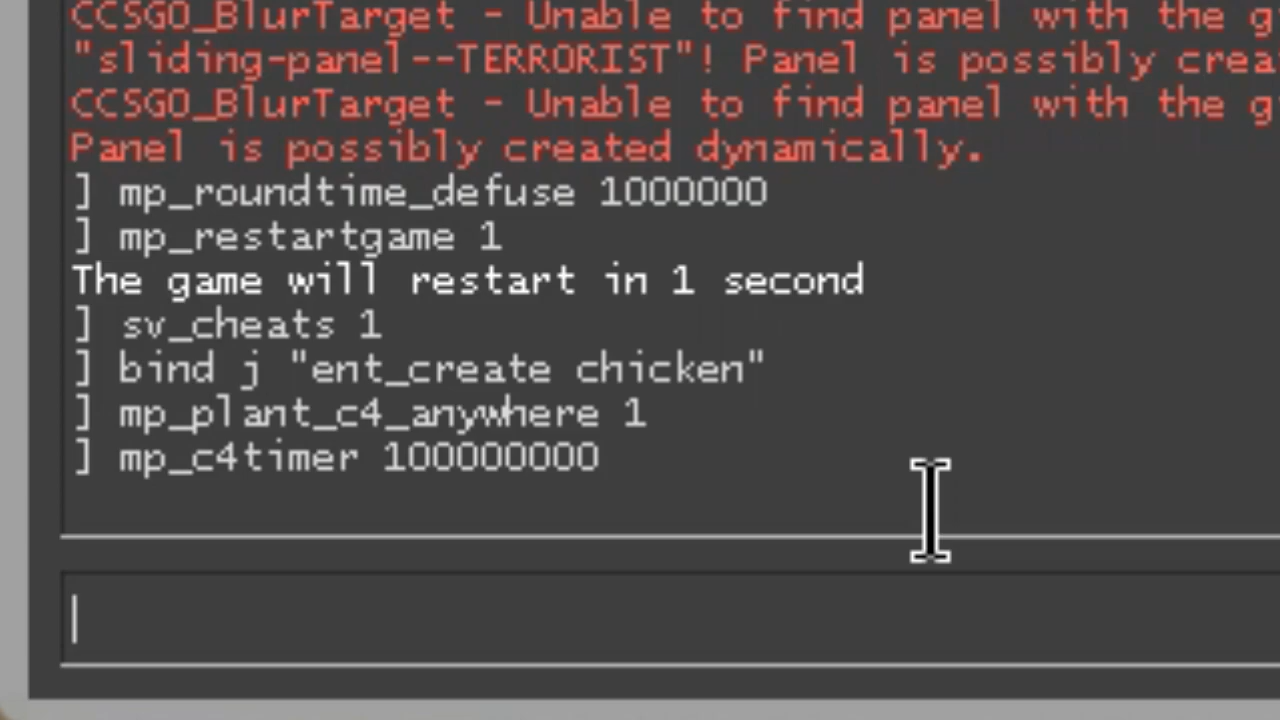 CCSGO_BlurTarget - Unable to find panel with the g
"sliding-panel--TERRORIST"! Panel is possibly crea
CCSGO_BlurTarget - Unable to find panel with the g
Panel is possibly created dynamically.
] mp_roundtime_defuse 1000000
] mp_restartgame 1
The game will restart in 1 second
] sv_cheats 1
] bind j "ent_create chicken"
] mp_plant_c4_anywhere 1
] mp_c4timer 100000000